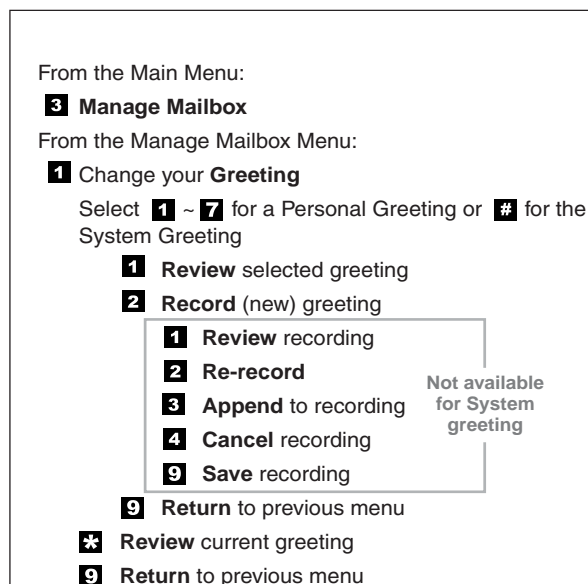 From the Main Menu:
3 Manage Mailbox
From the Manage Mailbox Menu:
1 Change your Greeting
Select 1 ~ 7 for a Personal Greeting or # for the
System Greeting
1 Review selected greeting
2 Record (new) greeting
1 Review recording
2 Re-record
3 Append to recording
4 Cancel recording
9 Save recording
Not available
for System
greeting
9 Return to previous menu
* Review current greeting
9 Return to previous menu